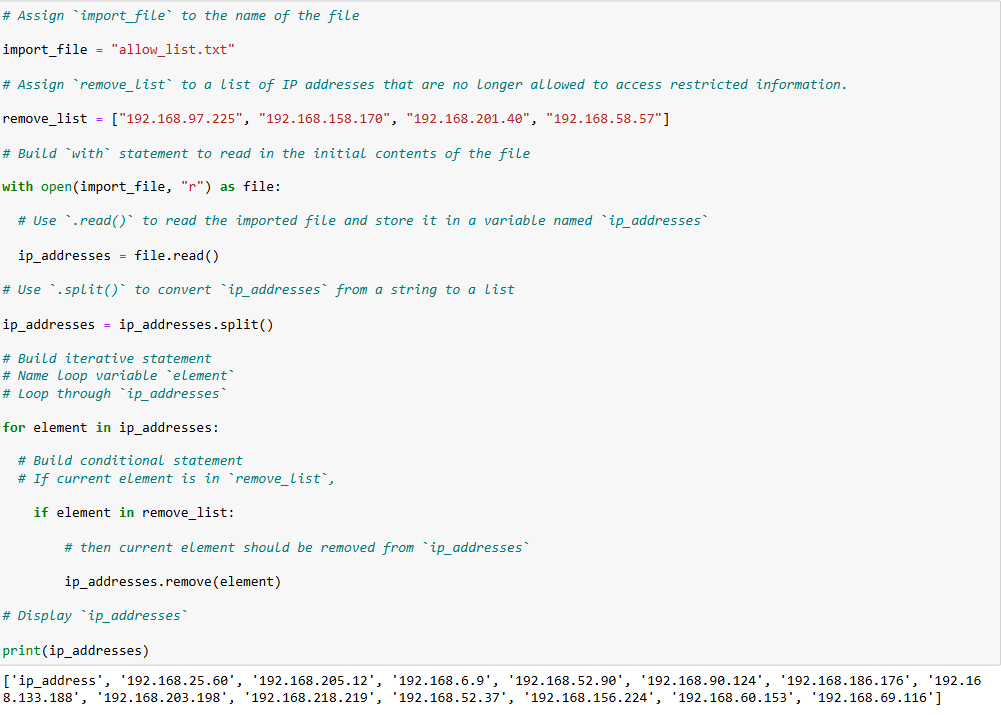 # Assign `import_file` to the name of the file
import_file = "allow_list.txt"
# Assign `remove_list` to a list of IP addresses that are no longer allowed to access restricted information.
remove_list = ["192.168.97.225", "192.168.158.170", "192.168.201.40", "192.168.58.57"]
# Build `with` statement to read in the initial contents of the file
with open(import_file, "r") as file:
  # Use `.read()` to read the imported file and store it in a variable named `ip_addresses`
  ip_addresses = file.read()
# Use `.split()` to convert `ip_addresses` from a string to a list
ip_addresses = ip_addresses.split()
# Build iterative statement
# Name loop variable `element`
# Loop through `ip_addresses`
for element in ip_addresses:
  # Build conditional statement
  # If current element is in `remove_list`,
    if element in remove_list:
        # then current element should be removed from `ip_addresses`
        ip_addresses.remove(element)
# Display `ip_addresses`
print(ip_addresses)
['ip_address', '192.168.25.60', '192.168.205.12', '192.168.6.9', '192.168.52.90', '192.168.90.124', '192.168.186.176', '192.16
8.133.188', '192.168.203.198', '192.168.218.219', '192.168.52.37', '192.168.156.224', '192.168.60.153', '192.168.69.116']